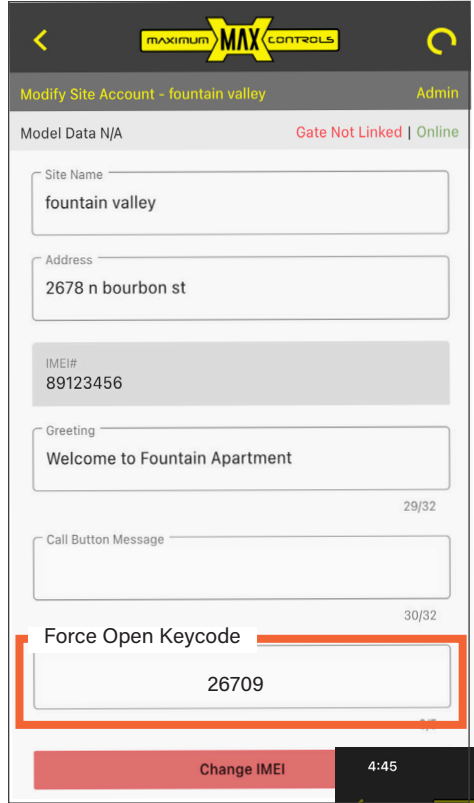 MAXIMUM MAX CONTROLS
Modify Site Account - fountain valley Admin
Model Data N/A Gate Not Linked | Online
Site Name
fountain valley
Address
2678 n bourbon st
IMEI#
89123456
Greeting
Welcome to Fountain Apartment
29/32
Call Button Message
30/32
Force Open Keycode
26709
Change IMEI
4:45